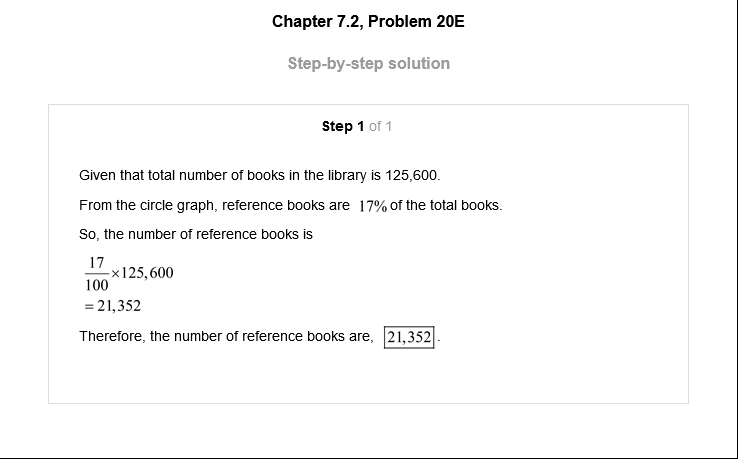 Chapter 7.2, Problem 20E
Step-by-step solution
Step 1 of 1
Given that total number of books in the library is 125,600.
From the circle graph, reference books are 17% of the total books.
So, the number of reference books is
17
100
×125,600
= 21,352
Therefore, the number of reference books are, 21,352.